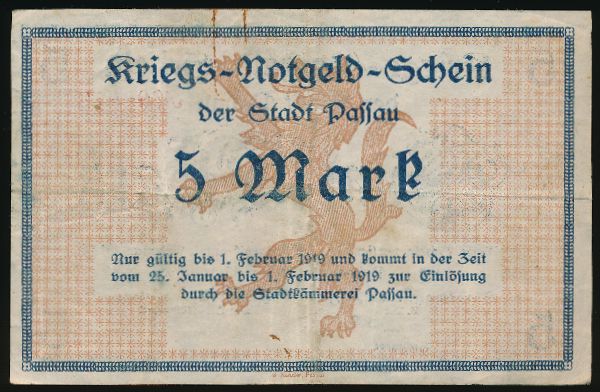 Kriegs-Notgeld-Schein
der Stadt Passau
5 Mark
Nur gültig bis 1. Februar 1919 und kommt in der Zeit
vom 25. Januar bis 1. Februar 1919 zur Einlösung
durch die Stadtkämmerei Passau.